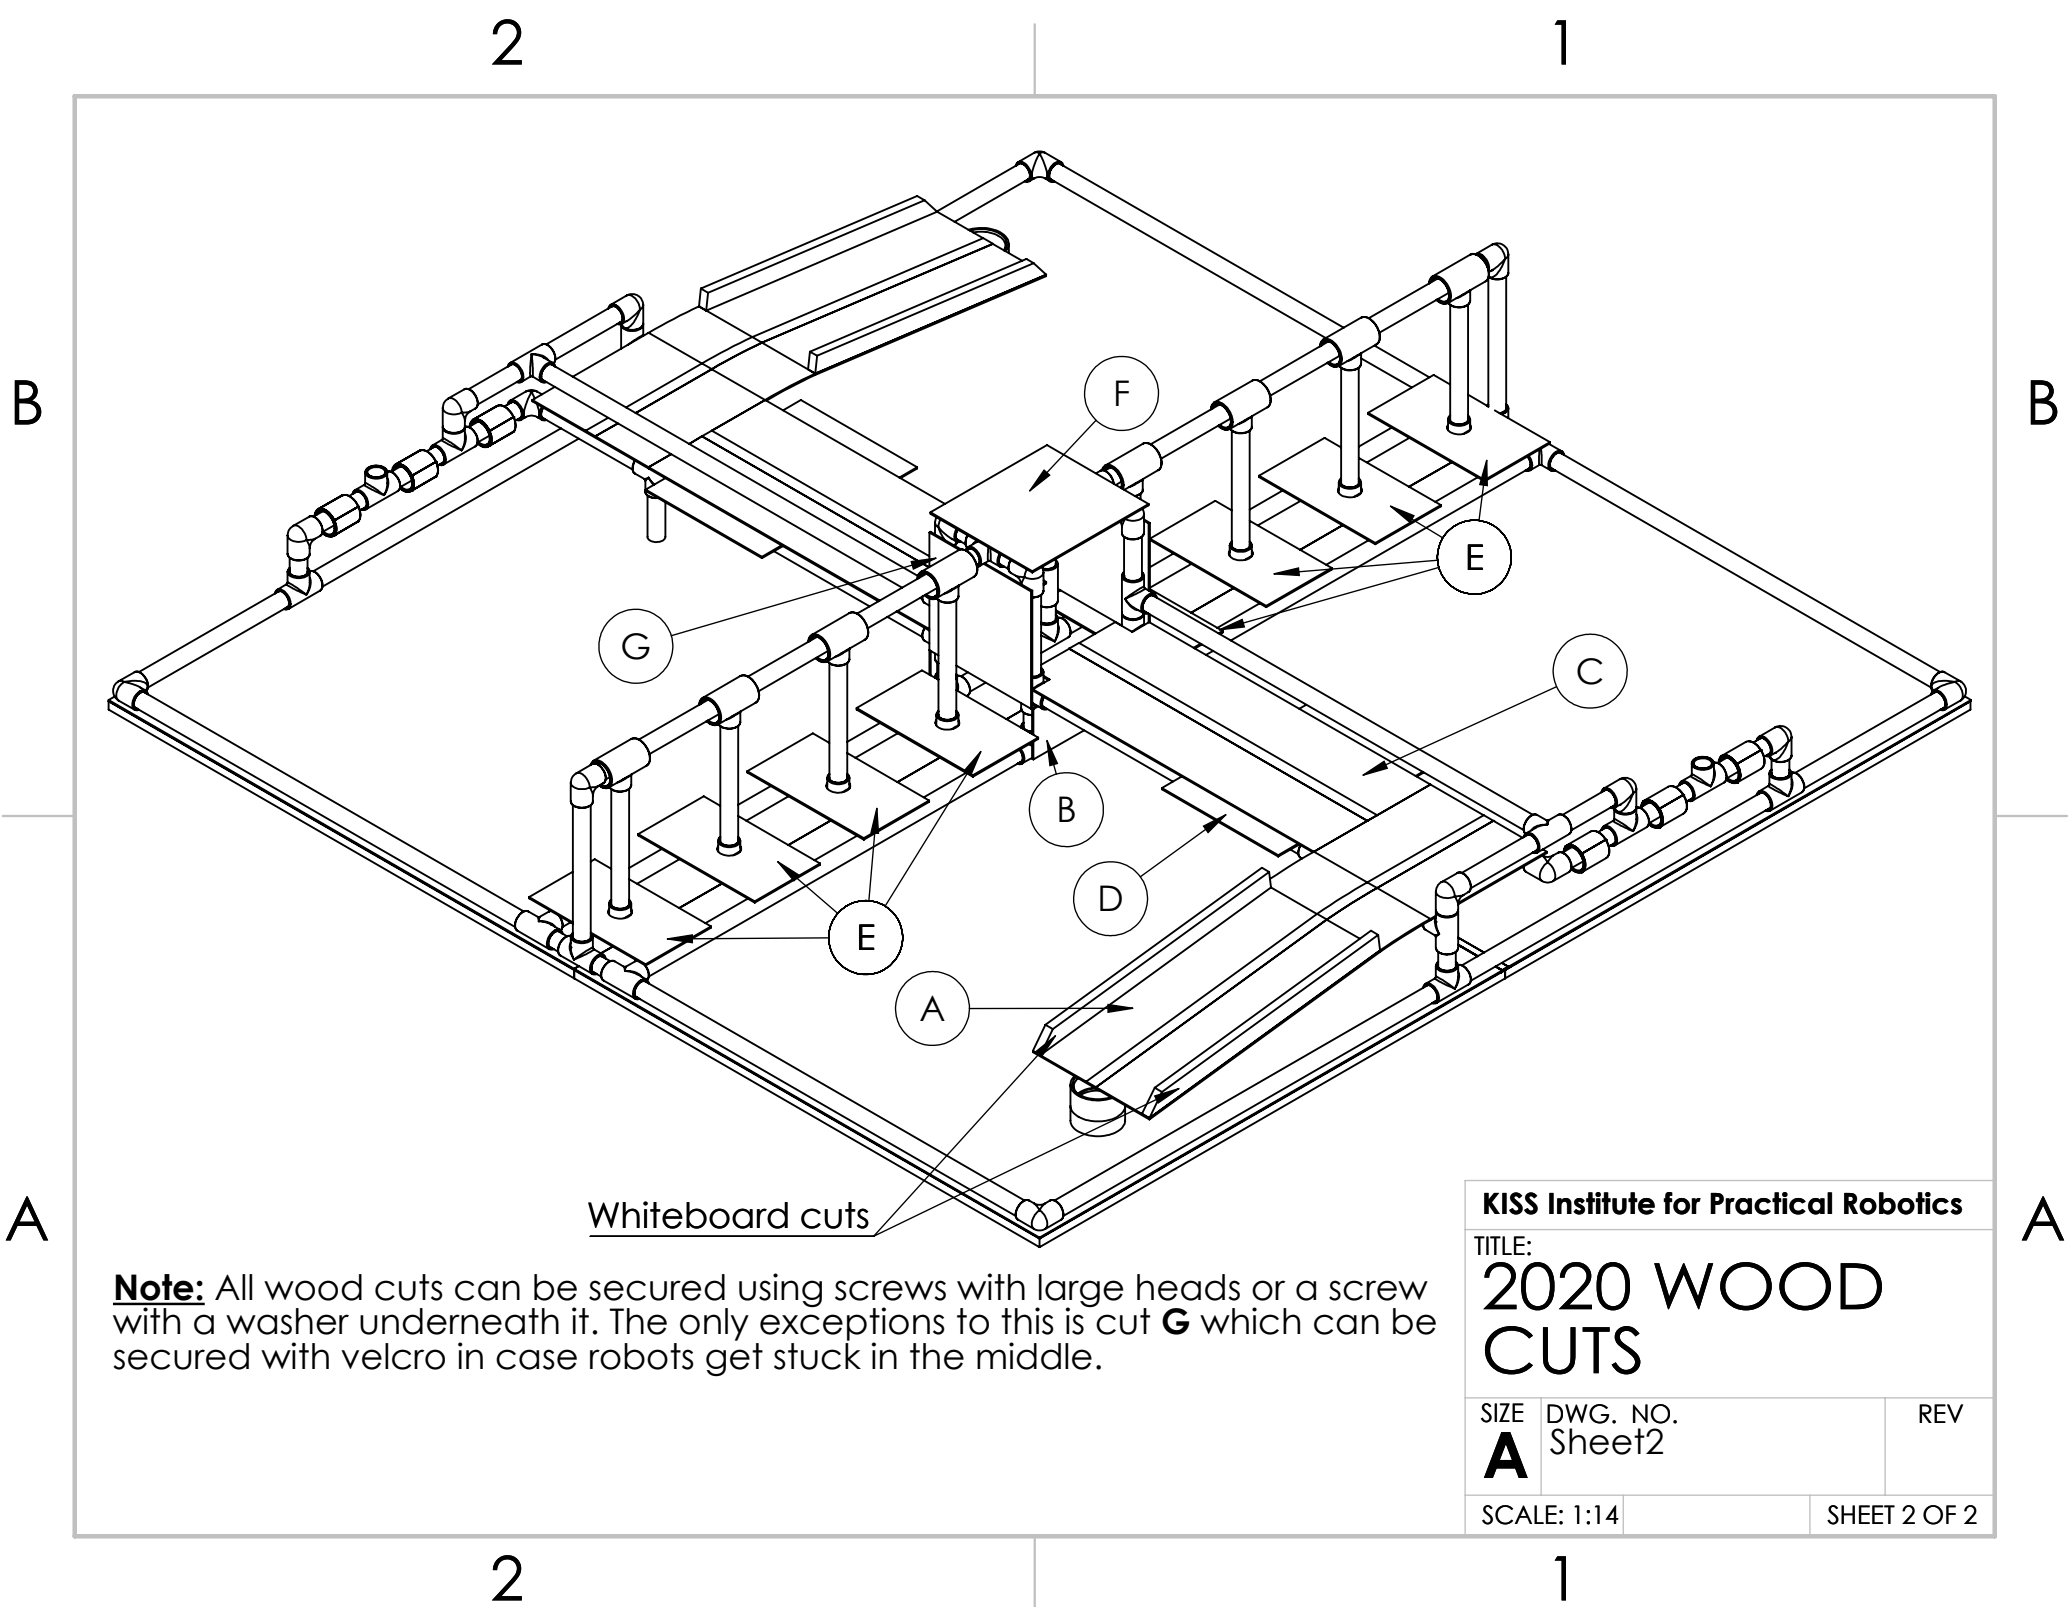 2 1
B B
F
E
G
C
B
D
E
A
Whiteboard cuts
A A
Note: All wood cuts can be secured using screws with large heads or a screw
with a washer underneath it. The only exceptions to this is cut G which can be
secured with velcro in case robots get stuck in the middle.
KISS Institute for Practical Robotics
TITLE:
2020 WOOD
CUTS
SIZE DWG. NO. REV
A Sheet2
SCALE: 1:14 SHEET 2 OF 2
2 1